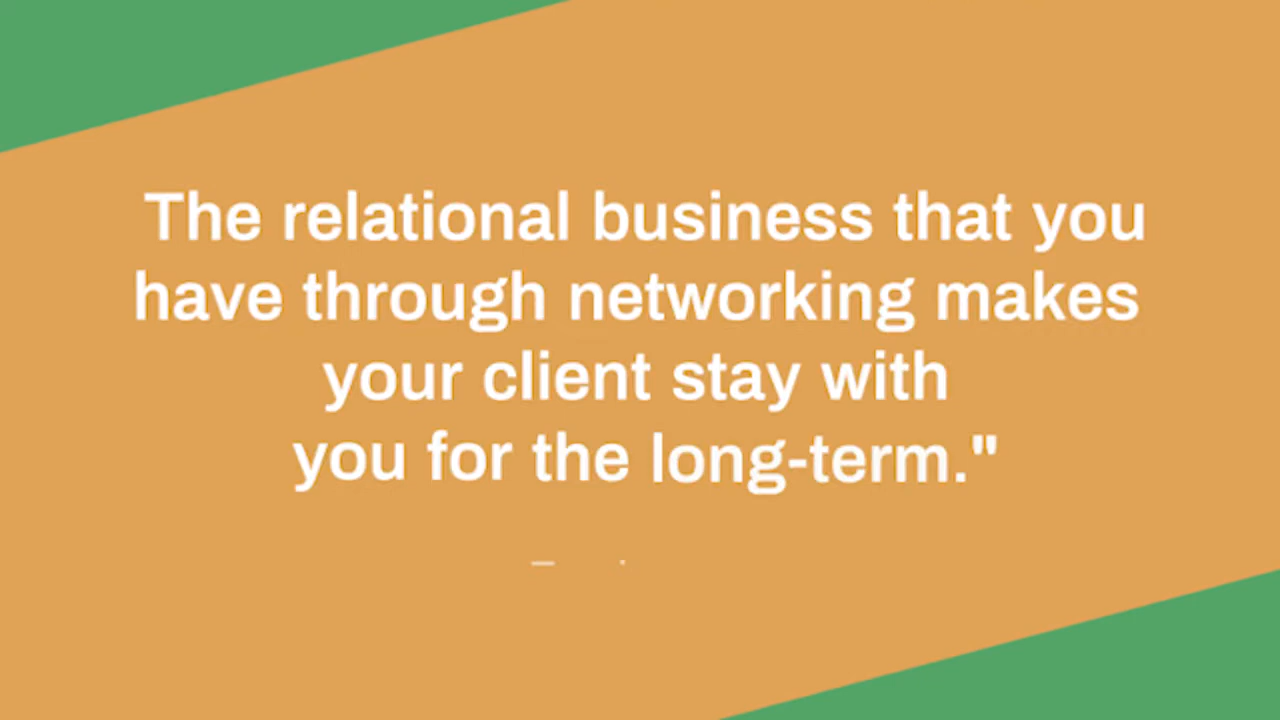 The relational business that you
have through networking makes
your client stay with
you for the long-term."